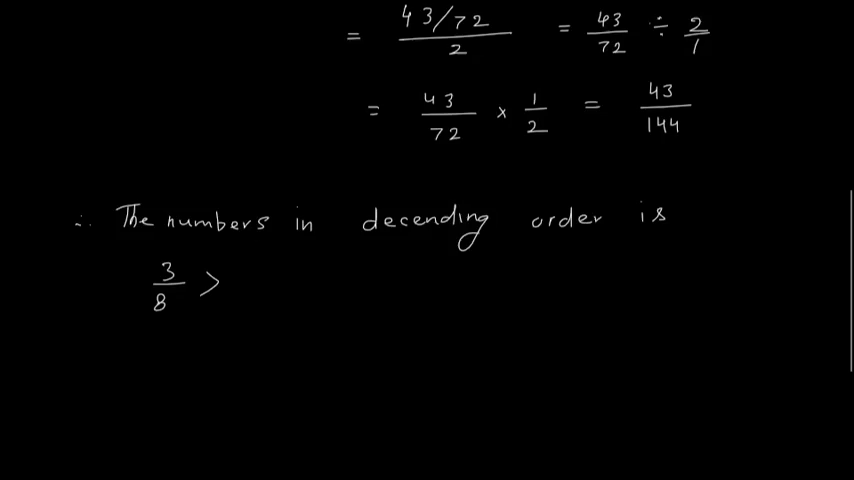 = 43/72 / 2 = 43/72 ÷ 2/1
= 43/72 × 1/2 = 43/144
∴ The numbers in decending order is
3/8 >